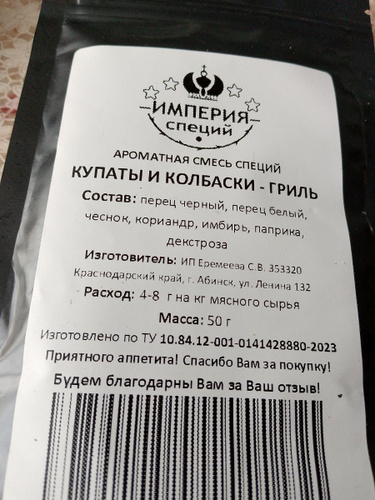 ИМПЕРИЯ
специй
АРОМАТНАЯ СМЕСЬ СПЕЦИЙ
КУПАТЫ И КОЛБАСКИ - ГРИЛЬ
Состав: перец черный, перец белый,
чеснок, кориандр, имбирь, паприка,
декстроза
Изготовитель: ИП Еремеева С.В. 353320
Краснодарский край, г. Абинск, ул. Ленина 132
Расход: 4-8 г на кг мясного сырья
Масса: 50 г
Изготовлено по ТУ 10.84.12-001-0141428880-2023
Приятного аппетита! Спасибо Вам за покупку!
Будем благодарны Вам за Ваш отзыв!